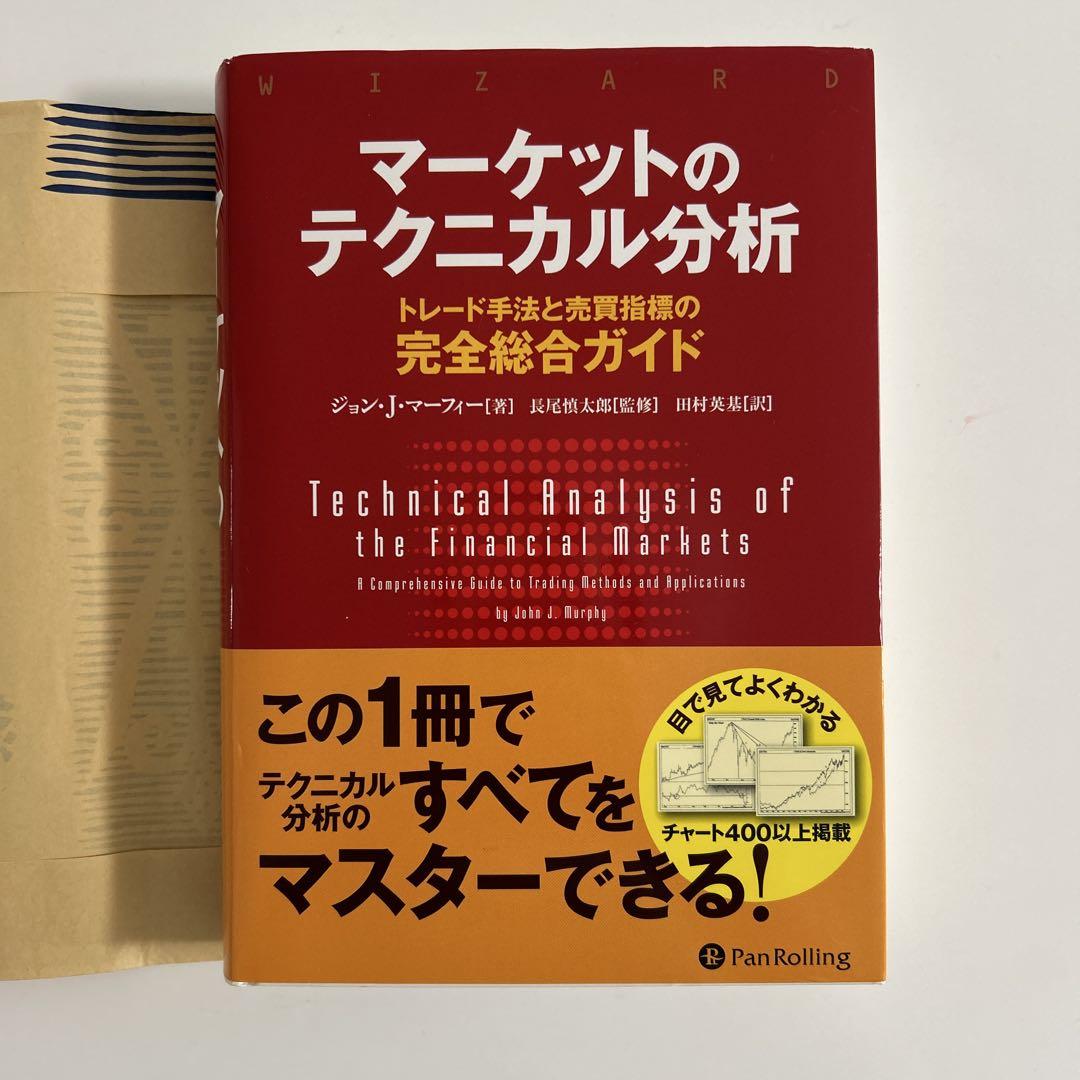 WIZARD
マーケットの
テクニカル分析
トレード手法と売買指標の
完全総合ガイド
ジョン・J・マーフィー[著] 長尾慎太郎[監修] 田村英基[訳]
Technical Analysis of
the Financial Markets
A Comprehensive Guide to Trading Methods and Applications
by John J. Murphy
この1冊で
テクニカル
分析の
すべてを
マスターできる!
目で見てよくわかる
チャート400以上掲載
PanRolling